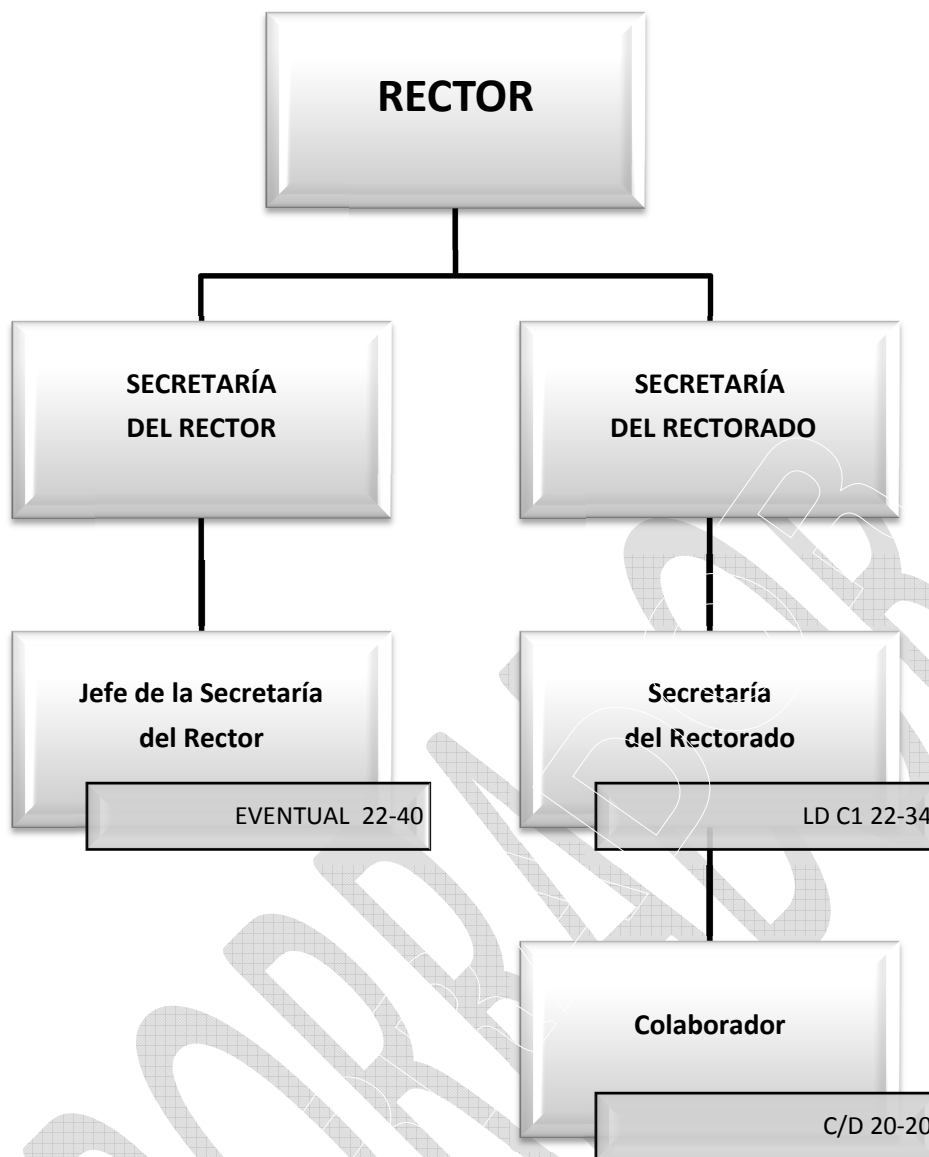 RECTOR
SECRETARÍA
DEL RECTOR
SECRETARÍA
DEL RECTORADO
Jefe de la Secretaría
del Rector
EVENTUAL 22-40
Secretaría
del Rectorado
LD C1 22-34
Colaborador
C/D 20-20
BORRADOR